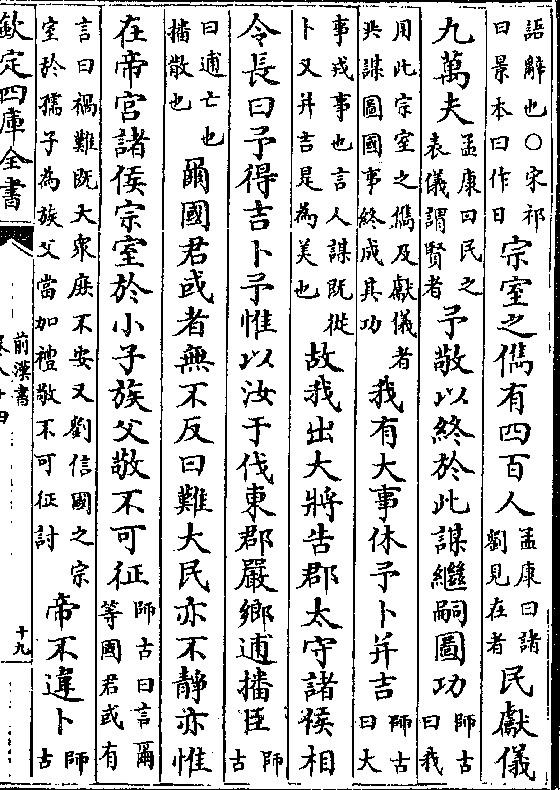 語辭也○宋祁
曰景本曰作日
宗室之儁有四百人
孟康曰諸
劉見在者
民獻儀
九萬夫
孟康曰民之
表儀謂賢者
予敬以終於此謀繼嗣圖功
師古
曰我
用此宗室之儁及獻儀者
共謀圖國事終成其功
我有大事休予卜并吉
師古
曰大
事戎事也言人謀既從
卜又并吉是為美也
故我出大將告郡太守諸侯相
令長曰予得吉卜予惟以汝于伐東郡嚴鄉逋播臣
師
古
曰逋亡也
播散也
爾國君或者無不反曰難大民亦不静亦惟
在帝宫諸侯宗室於小子族父敬不可征
師古曰言爾
等國君或有
言曰禍難既大衆庶不安又劉信國之宗
室於孺子為族父當加禮敬不可征討
帝不違卜
師
古
欽定四庫全書
前漢書
卷八十四
十九